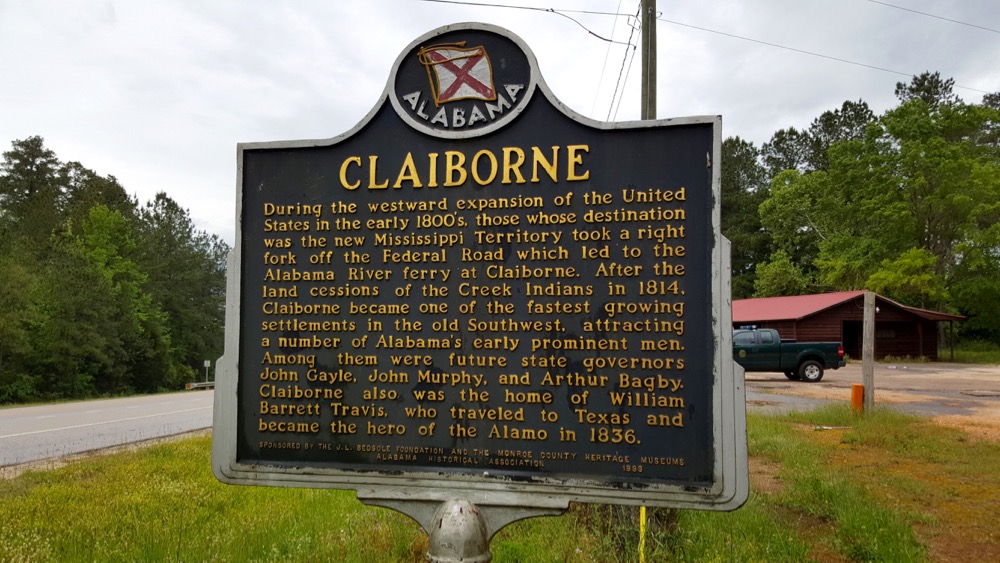 ALABAMA
CLAIBORNE
During the westward expansion of the United
States in the early 1800's, those whose destination
was the new Mississippi Territory took a right
fork off the Federal Road which led to the
Alabama River ferry at Claiborne. After the
land cessions of the Creek Indians in 1814,
Claiborne became one of the fastest growing
settlements in the old Southwest, attracting
a number of Alabama's early prominent men.
Among them were future state governors
John Gayle, John Murphy, and Arthur Bagby.
Claiborne also was the home of William
Barrett Travis, who traveled to Texas and
became the hero of the Alamo in 1836.
SPONSORED BY THE J.L. BEDSOLE FOUNDATION AND THE MONROE COUNTY HERITAGE MUSEUMS
ALABAMA HISTORICAL ASSOCIATION 1999